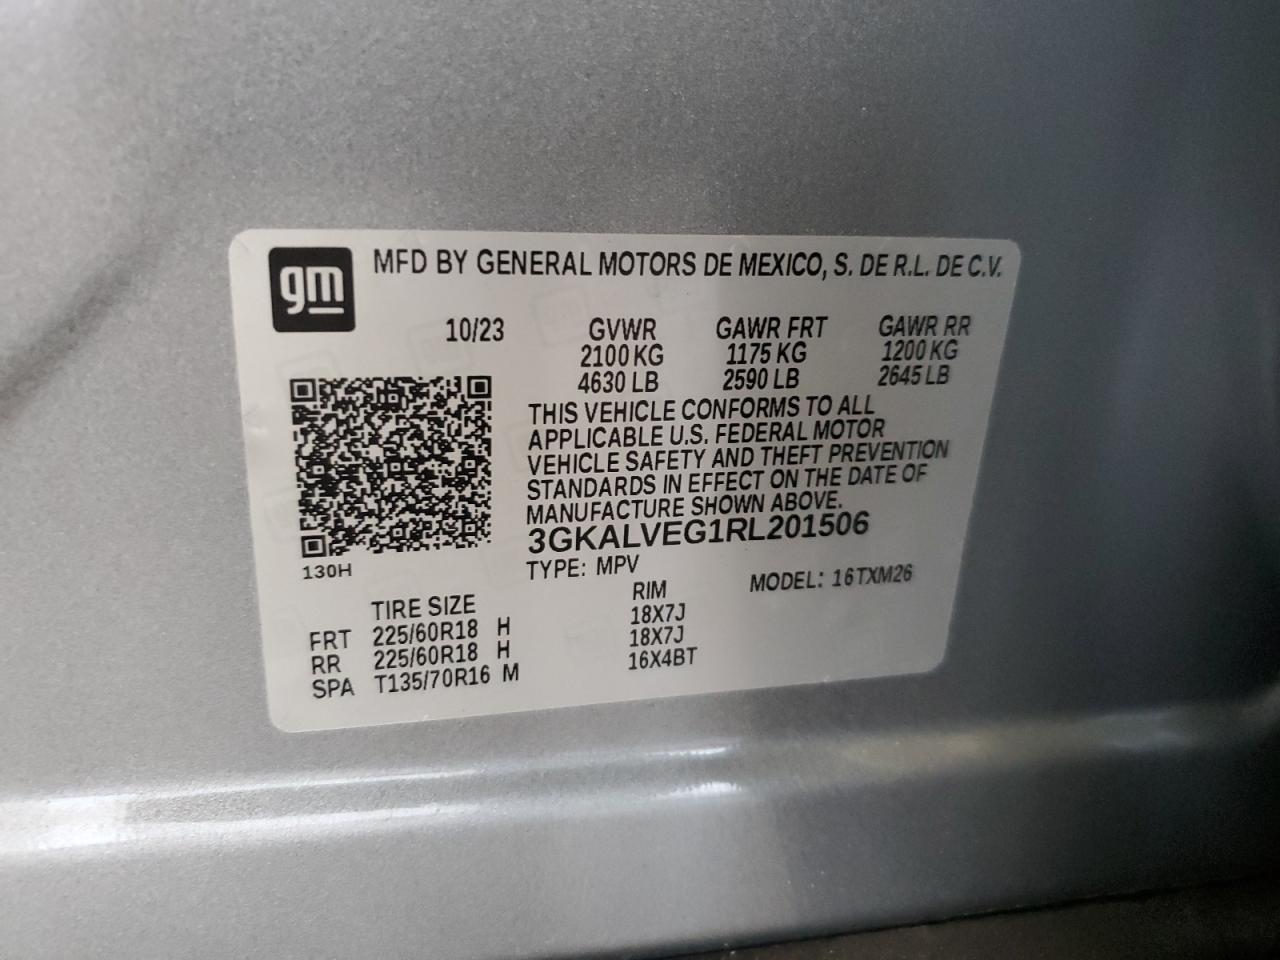 gm
MFD BY GENERAL MOTORS DE MEXICO, S. DE R.L. DE C.V.
10/23 GVWR GAWR FRT GAWR RR
2100 KG 1175 KG 1200 KG
4630 LB 2590 LB 2645 LB
THIS VEHICLE CONFORMS TO ALL
APPLICABLE U.S. FEDERAL MOTOR
VEHICLE SAFETY AND THEFT PREVENTION
STANDARDS IN EFFECT ON THE DATE OF
MANUFACTURE SHOWN ABOVE.
3GKALVEG1RL201506
130H
TYPE: MPV MODEL: 16TXM26
TIRE SIZE RIM
FRT 225/60R18 H 18X7J
RR 225/60R18 H 18X7J
SPA T135/70R16 M 16X4BT